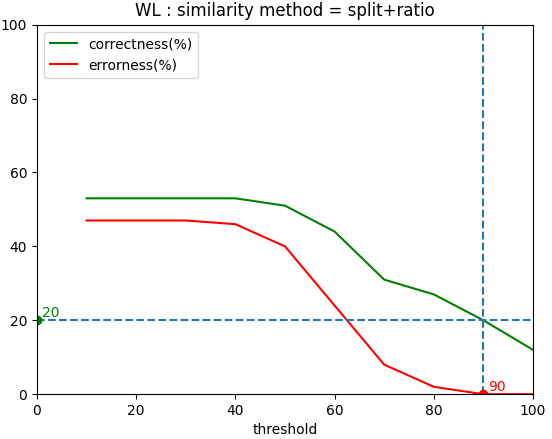 WL : similarity method = split+ratio
100
80
60
40
20
0
correctness(%)
errorness(%)
20
90
0 20 40 60 80 100
threshold